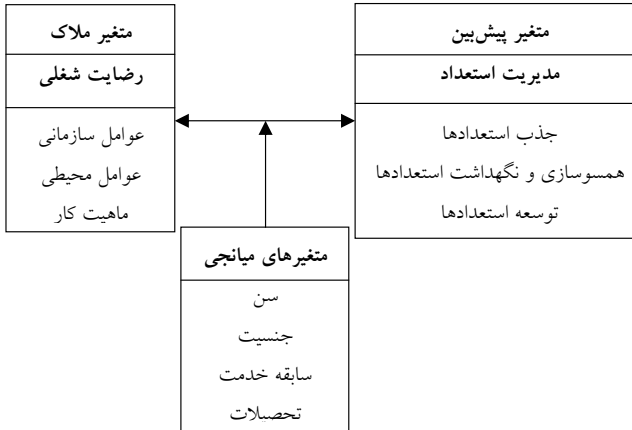 متغیر پیش‌بین
مدیریت استعداد
جذب استعدادها
همسوسازی و نگهداشت استعدادها
توسعه استعدادها
متغیر ملاک
رضایت شغلی
عوامل سازمانی
عوامل محیطی
ماهیت کار
متغیرهای میانجی
سن
جنسیت
سابقه خدمت
تحصیلات